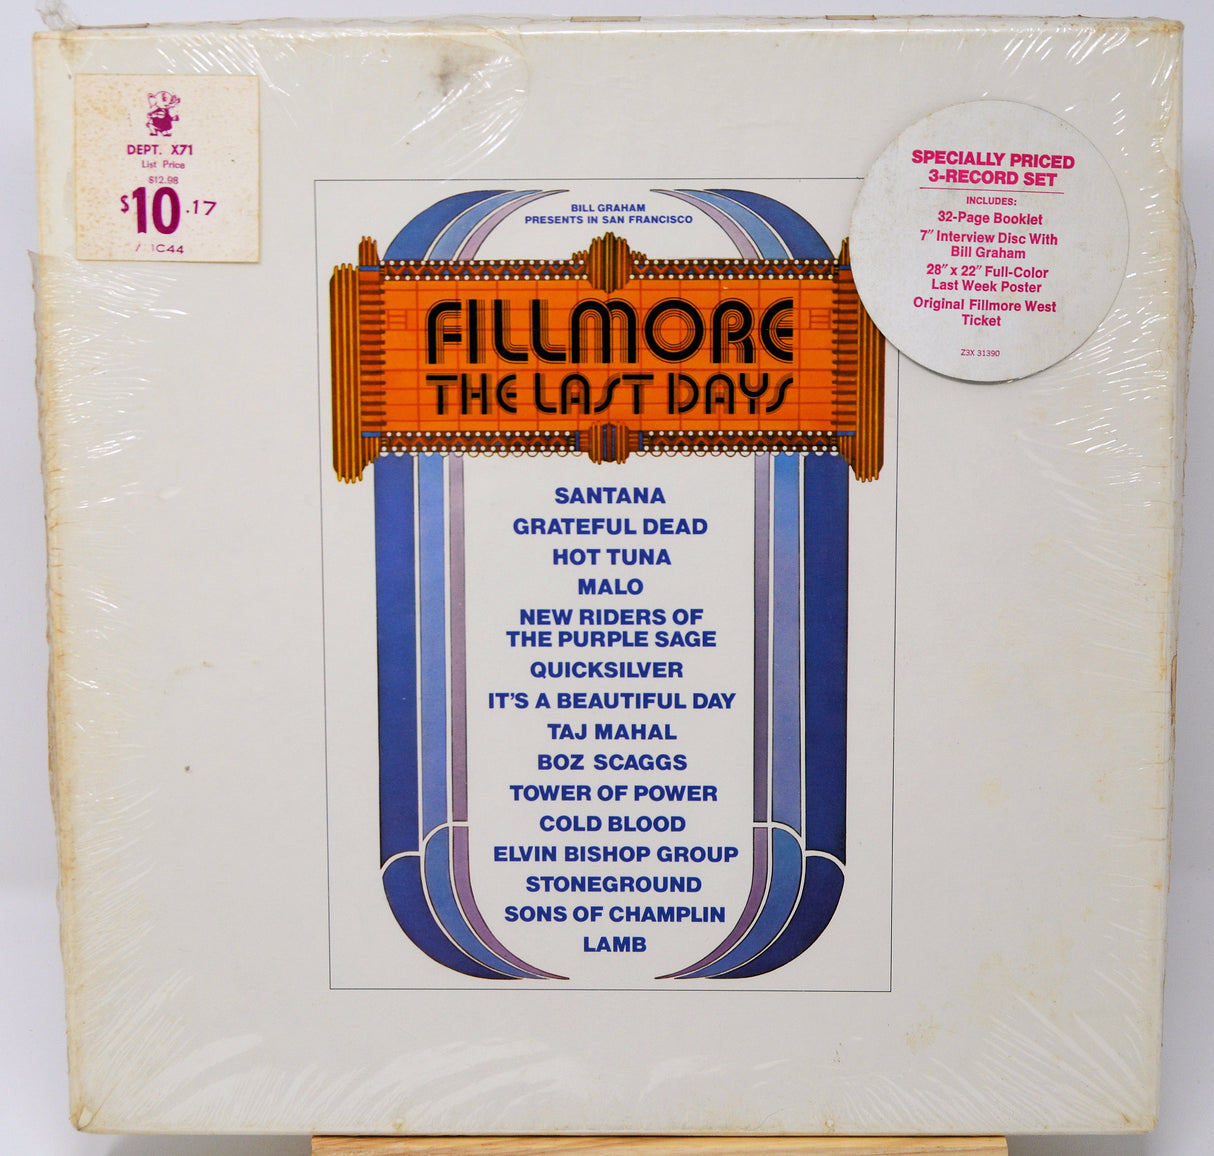 DEPT. X71
List Price
$12.98
$10.17
BILL GRAHAM
PRESENTS IN SAN FRANCISCO
FILLMORE
THE LAST DAYS
SANTANA
GRATEFUL DEAD
HOT TUNA
MALO
NEW RIDERS OF
THE PURPLE SAGE
QUICKSILVER
IT'S A BEAUTIFUL DAY
TAJ MAHAL
BOZ SCAGGS
TOWER OF POWER
COLD BLOOD
ELVIN BISHOP GROUP
STONEGROUND
SONS OF CHAMPLIN
LAMB
SPECIALLY PRICED
3-RECORD SET
INCLUDES:
32-Page Booklet
7" Interview Disc With
Bill Graham
28" x 22" Full-Color
Last Week Poster
Original Fillmore West
Ticket
Z3X 31390